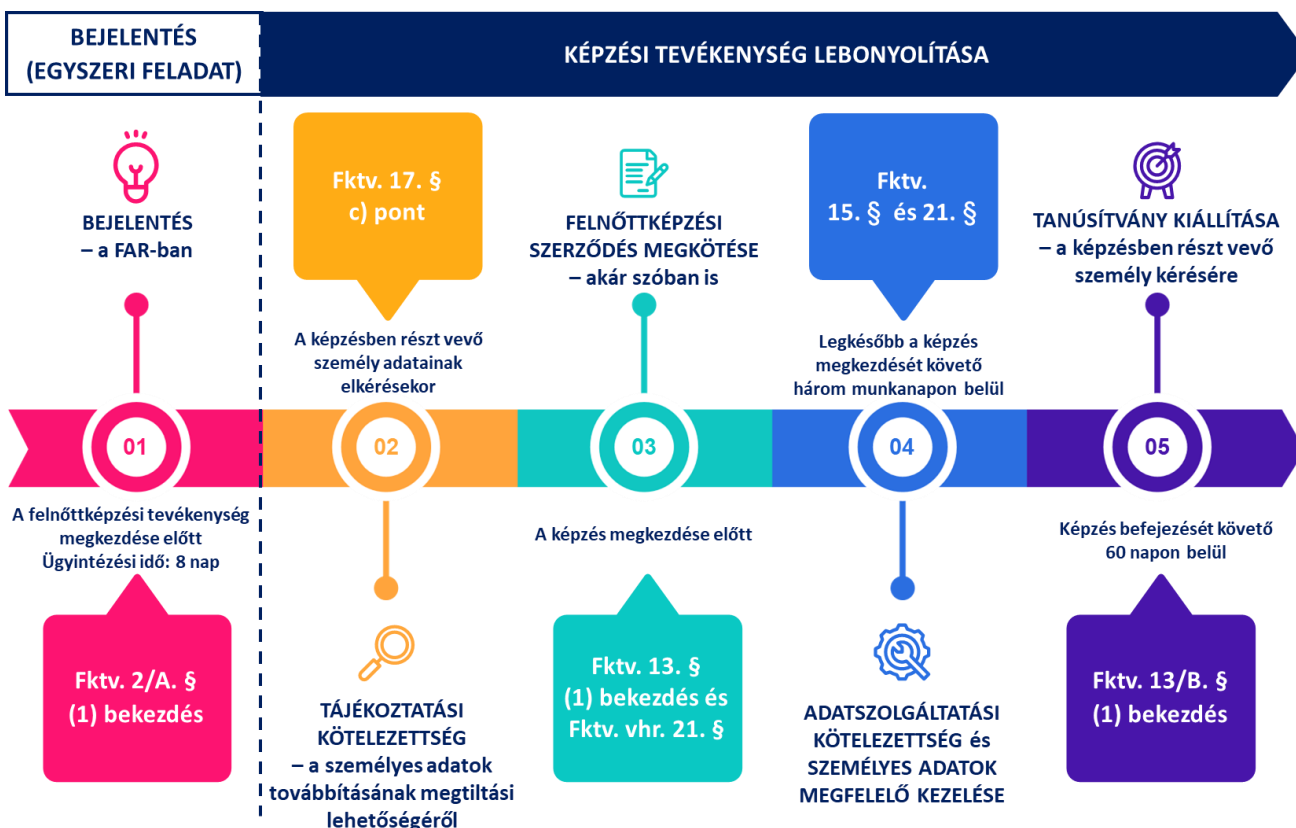 BEJELENTÉS
(EGYSZERI FELADAT)
KÉPZÉSI TEVÉKENYSÉG LEBONYOLÍTÁSA
BEJELENTÉS
– a FAR-ban
01
A felnőttképzési tevékenység
megkezdése előtt
Ügyintézési idő: 8 nap
Fktv. 2/A. §
(1) bekezdés
Fktv. 17. §
c) pont
A képzésben részt vevő
személy adatainak
elkérésekor
02
TÁJÉKOZTATÁSI
KÖTELEZETTSÉG
– a személyes adatok
továbbításának megtiltási
lehetőségéről
FELNŐTTKÉPZÉSI
SZERZŐDÉS MEGKÖTÉSE
– akár szóban is
03
A képzés megkezdése előtt
Fktv. 13. §
(1) bekezdés és
Fktv. vhr. 21. §
Fktv.
15. § és 21. §
Legkésőbb a képzés
megkezdését követő
három munkanapon belül
04
ADATSZOLGÁLTATÁSI
KÖTELEZETTSÉG és
SZEMÉLYES ADATOK
MEGFELELŐ KEZELÉSE
TANÚSÍTVÁNY KIÁLLÍTÁSA
– a képzésben részt vevő
személy kérésére
05
Képzés befejezését követő
60 napon belül
Fktv. 13/B. §
(1) bekezdés